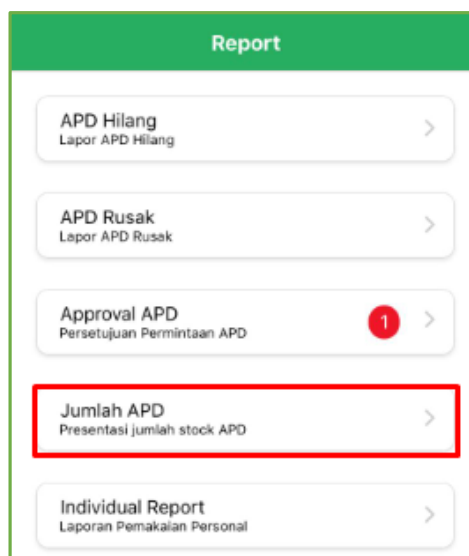 Report
APD Hilang
Lapor APD Hilang
APD Rusak
Lapor APD Rusak
Approval APD
Persetujuan Permintaan APD
1
Jumlah APD
Presentasi jumlah stock APD
Individual Report
Laporan Pemakaian Personal